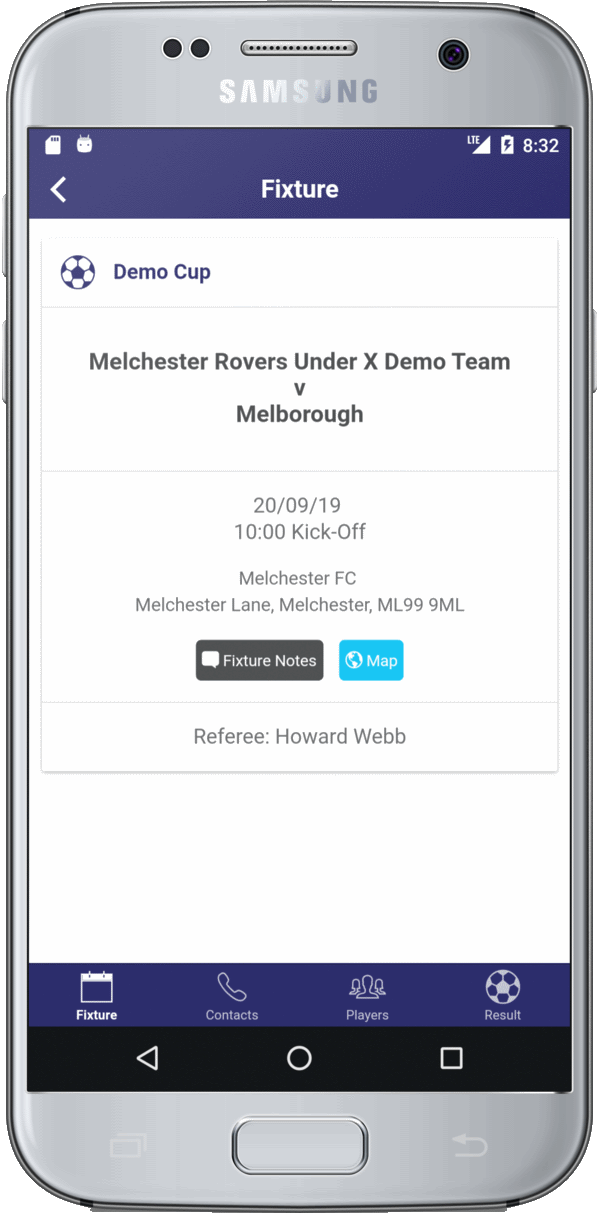 SAMSUNG
LTE 8:32
Fixture
Demo Cup
Melchester Rovers Under X Demo Team
v
Melborough
20/09/19
10:00 Kick-Off
Melchester FC
Melchester Lane, Melchester, ML99 9ML
Fixture Notes Map
Referee: Howard Webb
Fixture Contacts Players Result